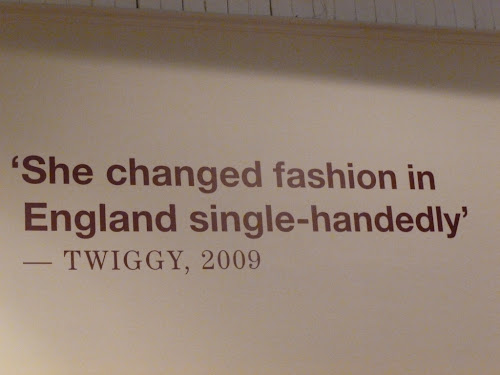 ‘She changed fashion in
England single-handedly’
— TWIGGY, 2009